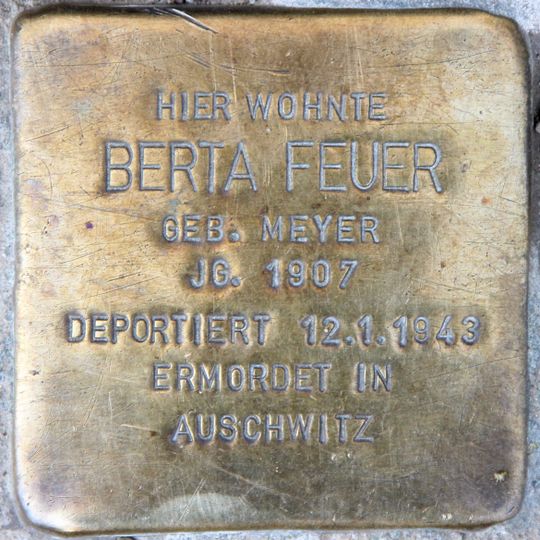 HIER WOHNTE
BERTA FEUER
GEB. MEYER
JG. 1907
DEPORTIERT 12.1.1943
ERMORDET IN
AUSCHWITZ